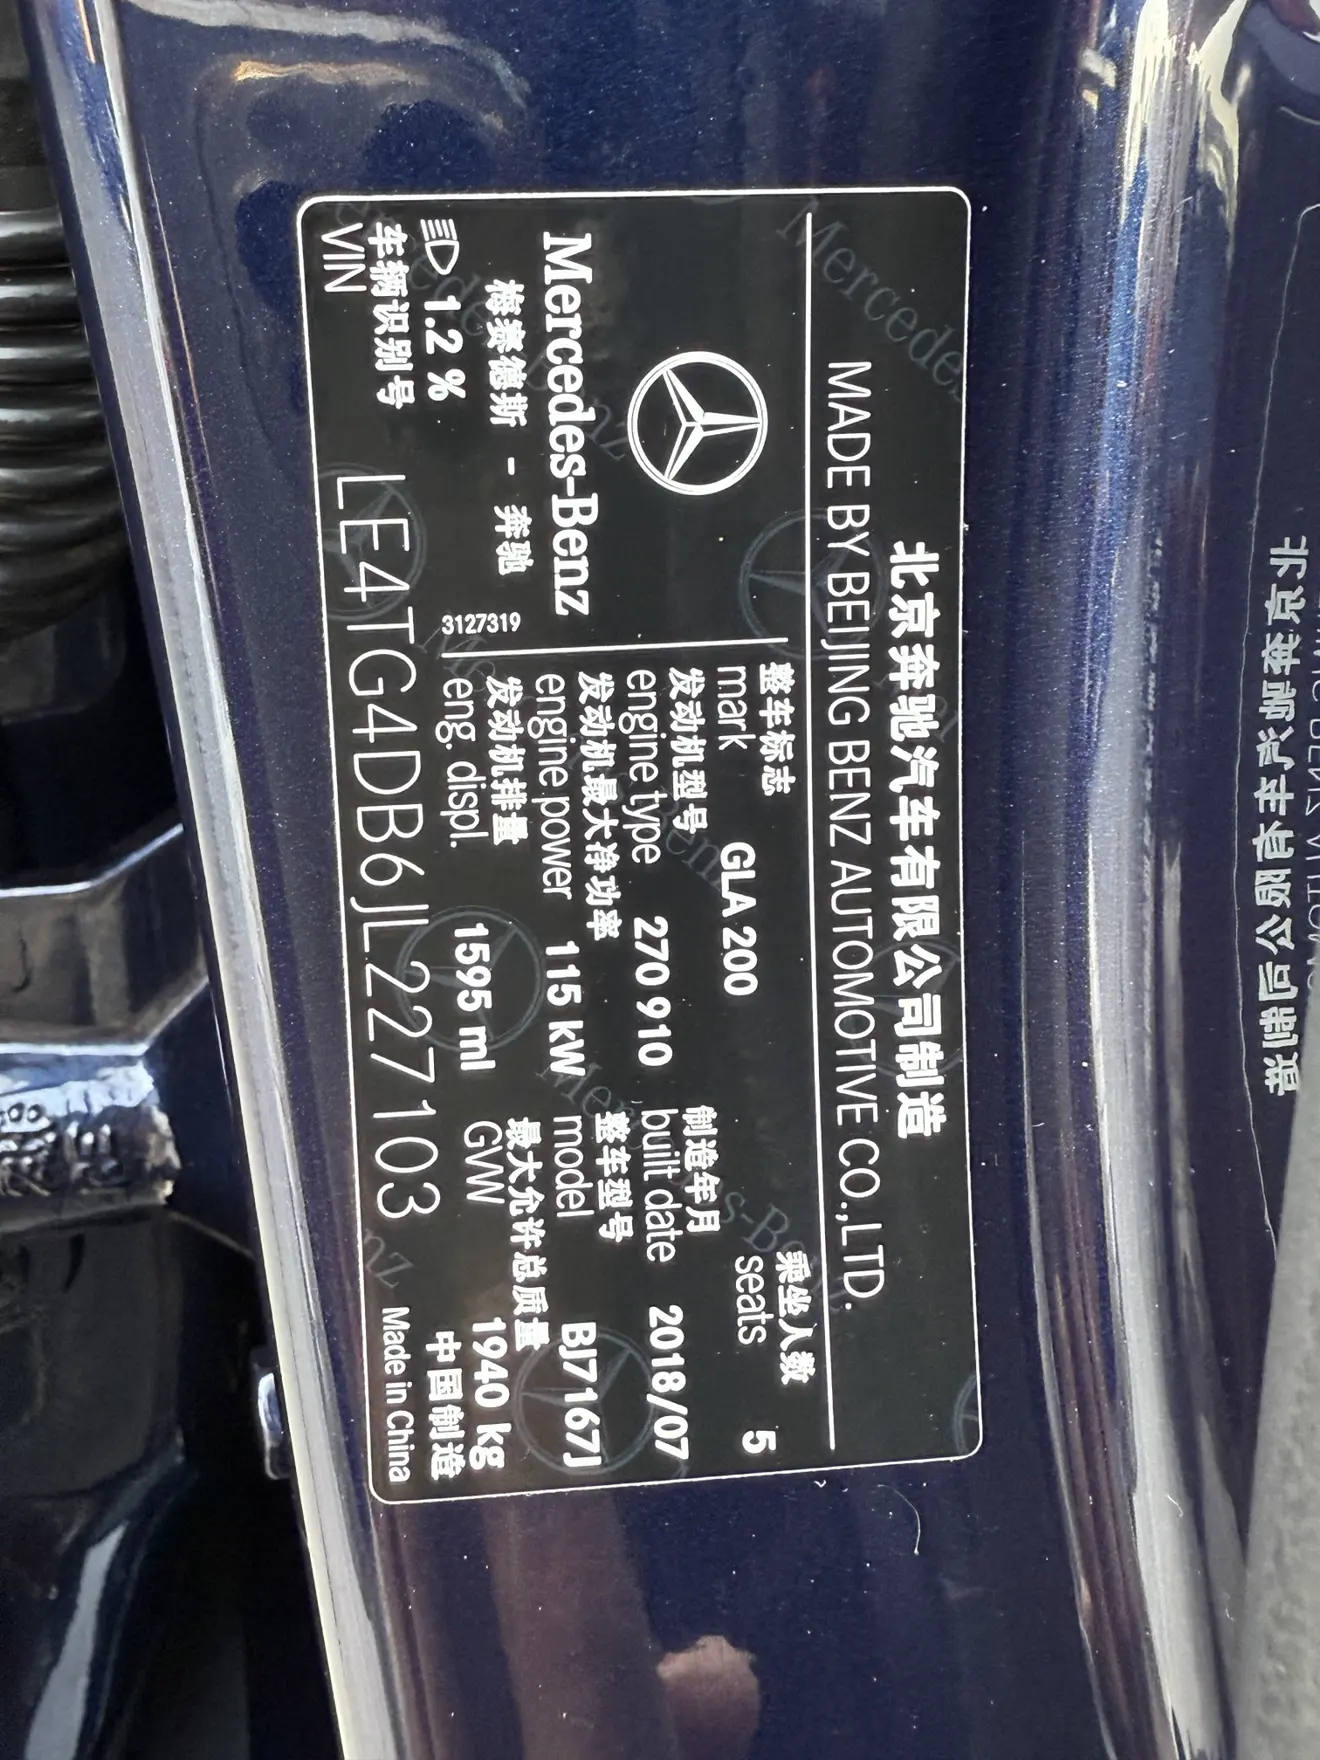 北京奔驰汽车有限公司制造
MADE BY BEIJING BENZ AUTOMOTIVE CO.,LTD.
Mercedes-Benz
梅赛德斯 - 奔驰
1.2 %
3127319
整车标志
mark GLA 200
乘坐人数
seats 5
发动机型号
engine type 270 910
制造年月
built date 2018/07
发动机最大净功率
engine power 115 kW
整车型号
model BJ7167J
发动机排量
eng. displ. 1595 ml
最大允许总质量
GVW 1940 kg
车辆识别号
VIN LE4TG4DB6JL227103
中国制造
Made in China